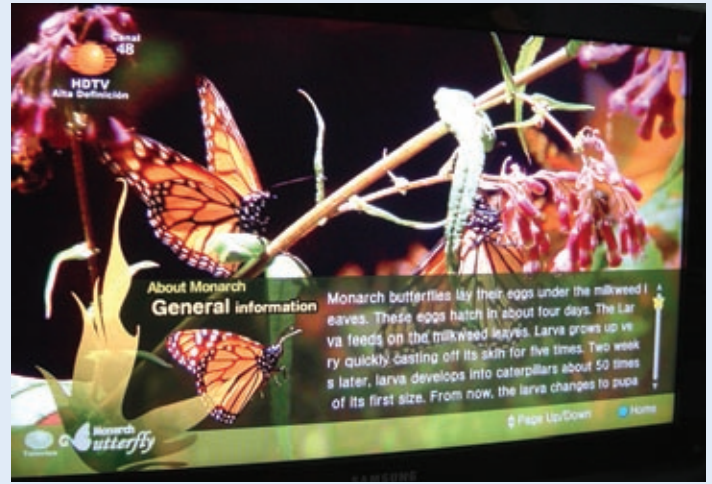 Canal
48
HDTV
Alta Definición
About Monarch
General information
Monarch butterflies lay their eggs under the milkweed l
eaves. These eggs hatch in about four days. The Lar
va feeds on the milkweed leaves. Larva grows up ve
ry quickly casting off its skin for five times. Two week
s later, larva develops into caterpillars about 50 times
of its first size. From now, the larva changes to pupa
Page Up/Down
Home
Monarch
Butterfly
SAMSUNG